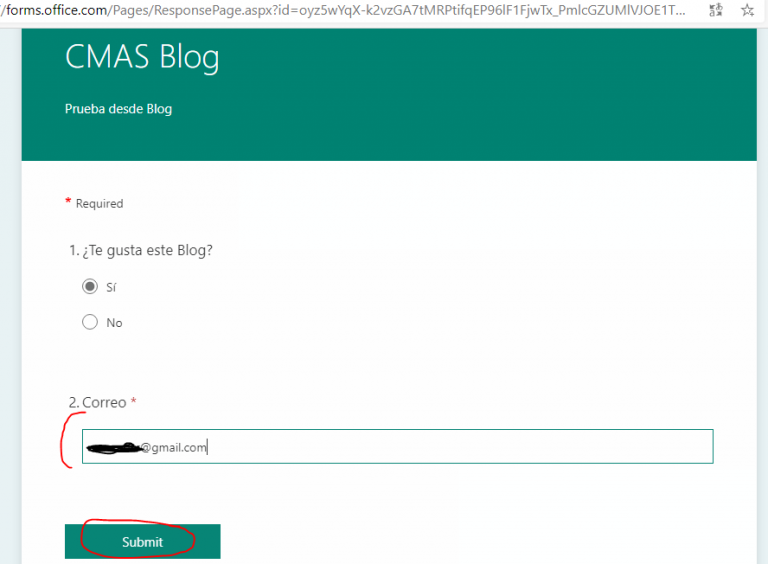 /forms.office.com/Pages/ResponsePage.aspx?id=oyz5wYqX-k2vzGA7tMRPtifqEP96lF1FjwTx_PmlcGZUMlVJOE1T...
CMAS Blog
Prueba desde Blog
* Required
1. ¿Te gusta este Blog?
Sí
No
2. Correo *
@gmail.com
Submit